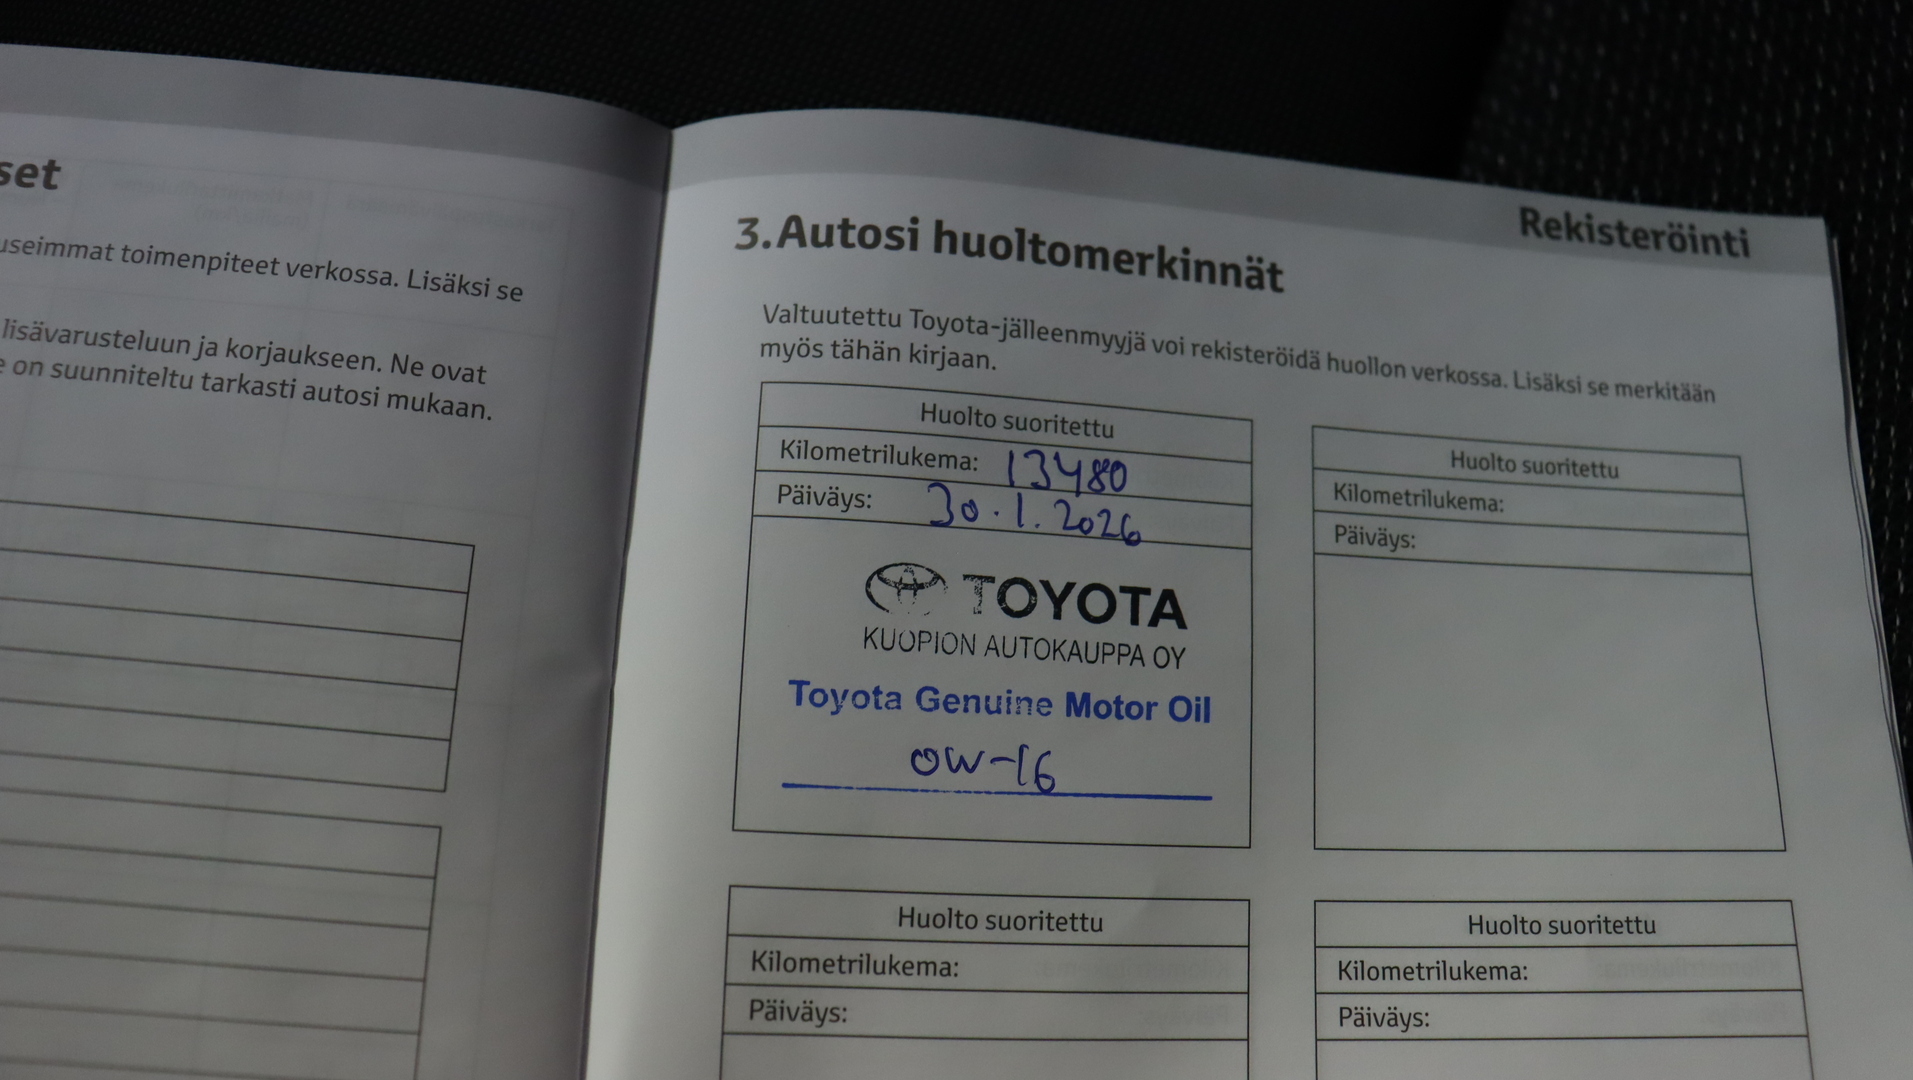 set
useimmat toimenpiteet verkossa. Lisäksi se
lisävarusteluun ja korjaukseen. Ne ovat
on suunniteltu tarkasti autosi mukaan.
Rekisteröinti
3. Autosi huoltomerkinnät
Valtuutettu Toyota-jälleenmyyjä voi rekisteröidä huollon verkossa. Lisäksi se merkitään
myös tähän kirjaan.
Huolto suoritettu
Kilometrilukema: 13480
Päiväys: 30.1.2026
TOYOTA
KUOPION AUTOKAUPPA OY
Toyota Genuine Motor Oil
0W-16
Huolto suoritettu
Kilometrilukema:
Päiväys:
Huolto suoritettu
Kilometrilukema:
Päiväys:
Huolto suoritettu
Kilometrilukema:
Päiväys: